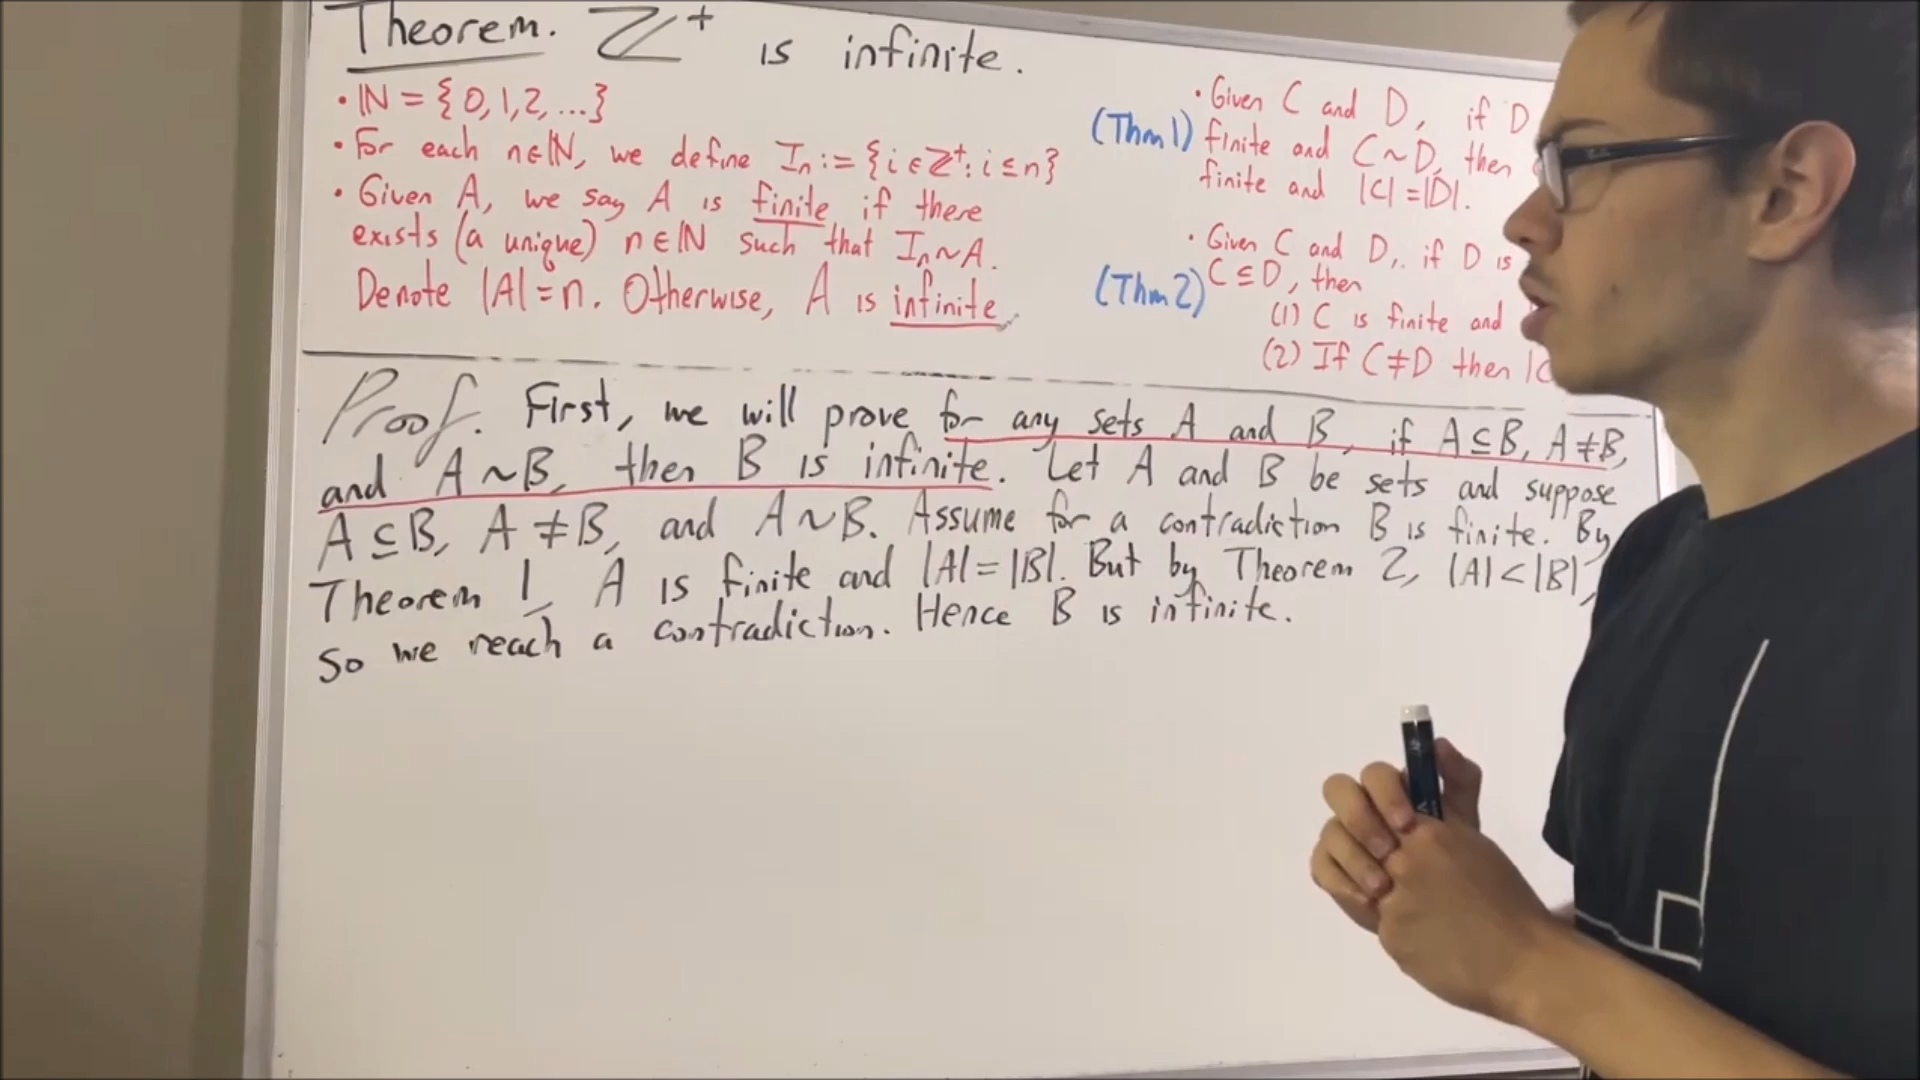 Theorem. ℤ⁺ is infinite.
• ℕ = {0,1,2,...}
• For each n∈ℕ, we define Iₙ := {i∈ℤ⁺: i≤n}
• Given A, we say A is finite if there
exists (a unique) n∈ℕ such that Iₙ~A.
Denote |A|=n. Otherwise, A is infinite.
• Given C and D, if D
(Thm 1) finite and C~D, then
finite and |C|=|D|.
• Given C and D, if D is
(Thm 2) C⊆D, then
(1) C is finite and
(2) If C≠D then |C
Proof. First, we will prove for any sets A and B, if A⊆B, A≠B,
and A~B, then B is infinite. Let A and B be sets and suppose
A⊆B, A≠B, and A~B. Assume for a contradiction B is finite. By
Theorem 1, A is finite and |A|=|B|. But by Theorem 2, |A|<|B|,
so we reach a contradiction. Hence B is infinite.